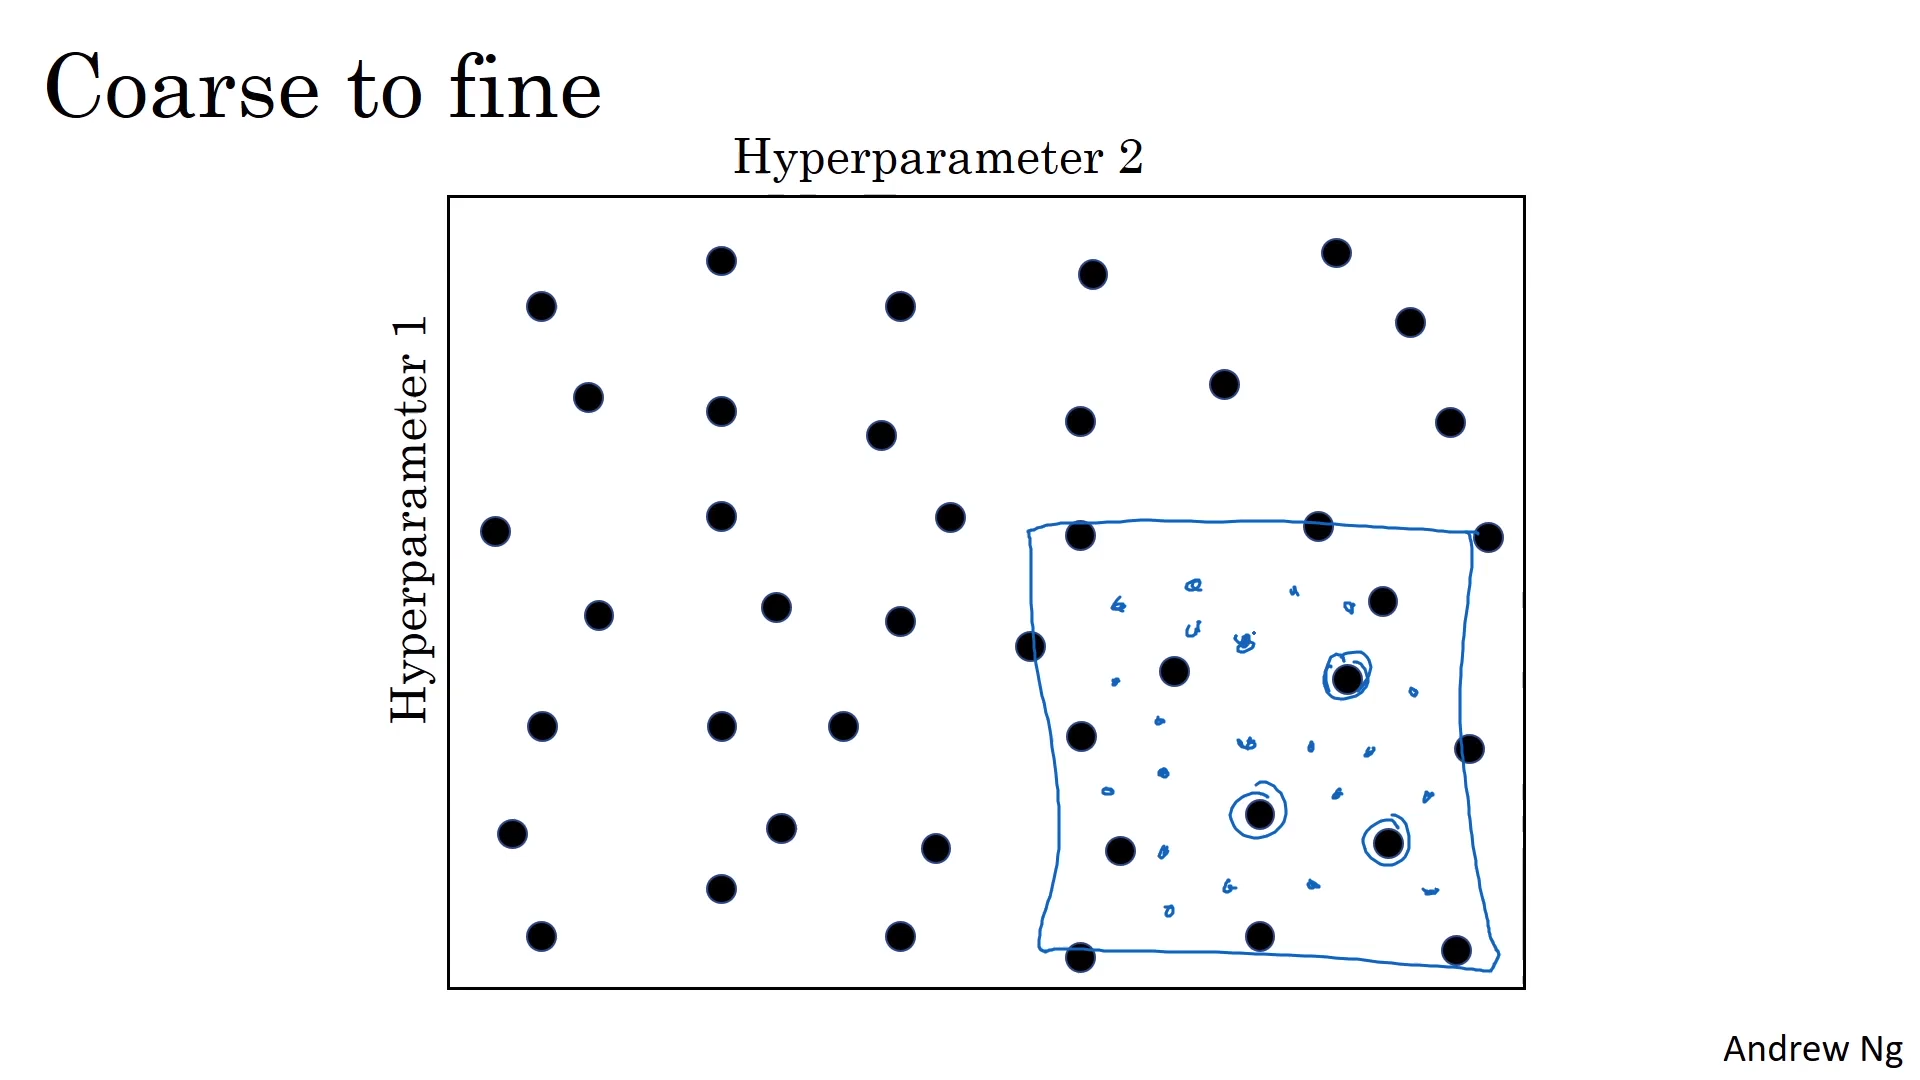 Coarse to fine
Hyperparameter 2
Hyperparameter 1
Andrew Ng